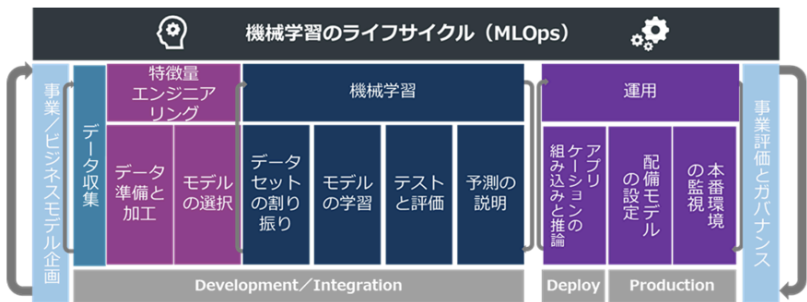 機械学習のライフサイクル（MLOps）
事業／ビジネスモデル企画
データ収集
特徴量
エンジニア
リング
データ
準備と
加工
モデル
の選択
機械学習
データ
セット
の割り
振り
モデル
の学習
テスト
と評価
予測の
説明
運用
アプリ
ケーションの
組み込みと推論
配備モデル
の設定
本番環境
の監視
事業評価とガバナンス
Development／Integration
Deploy
Production